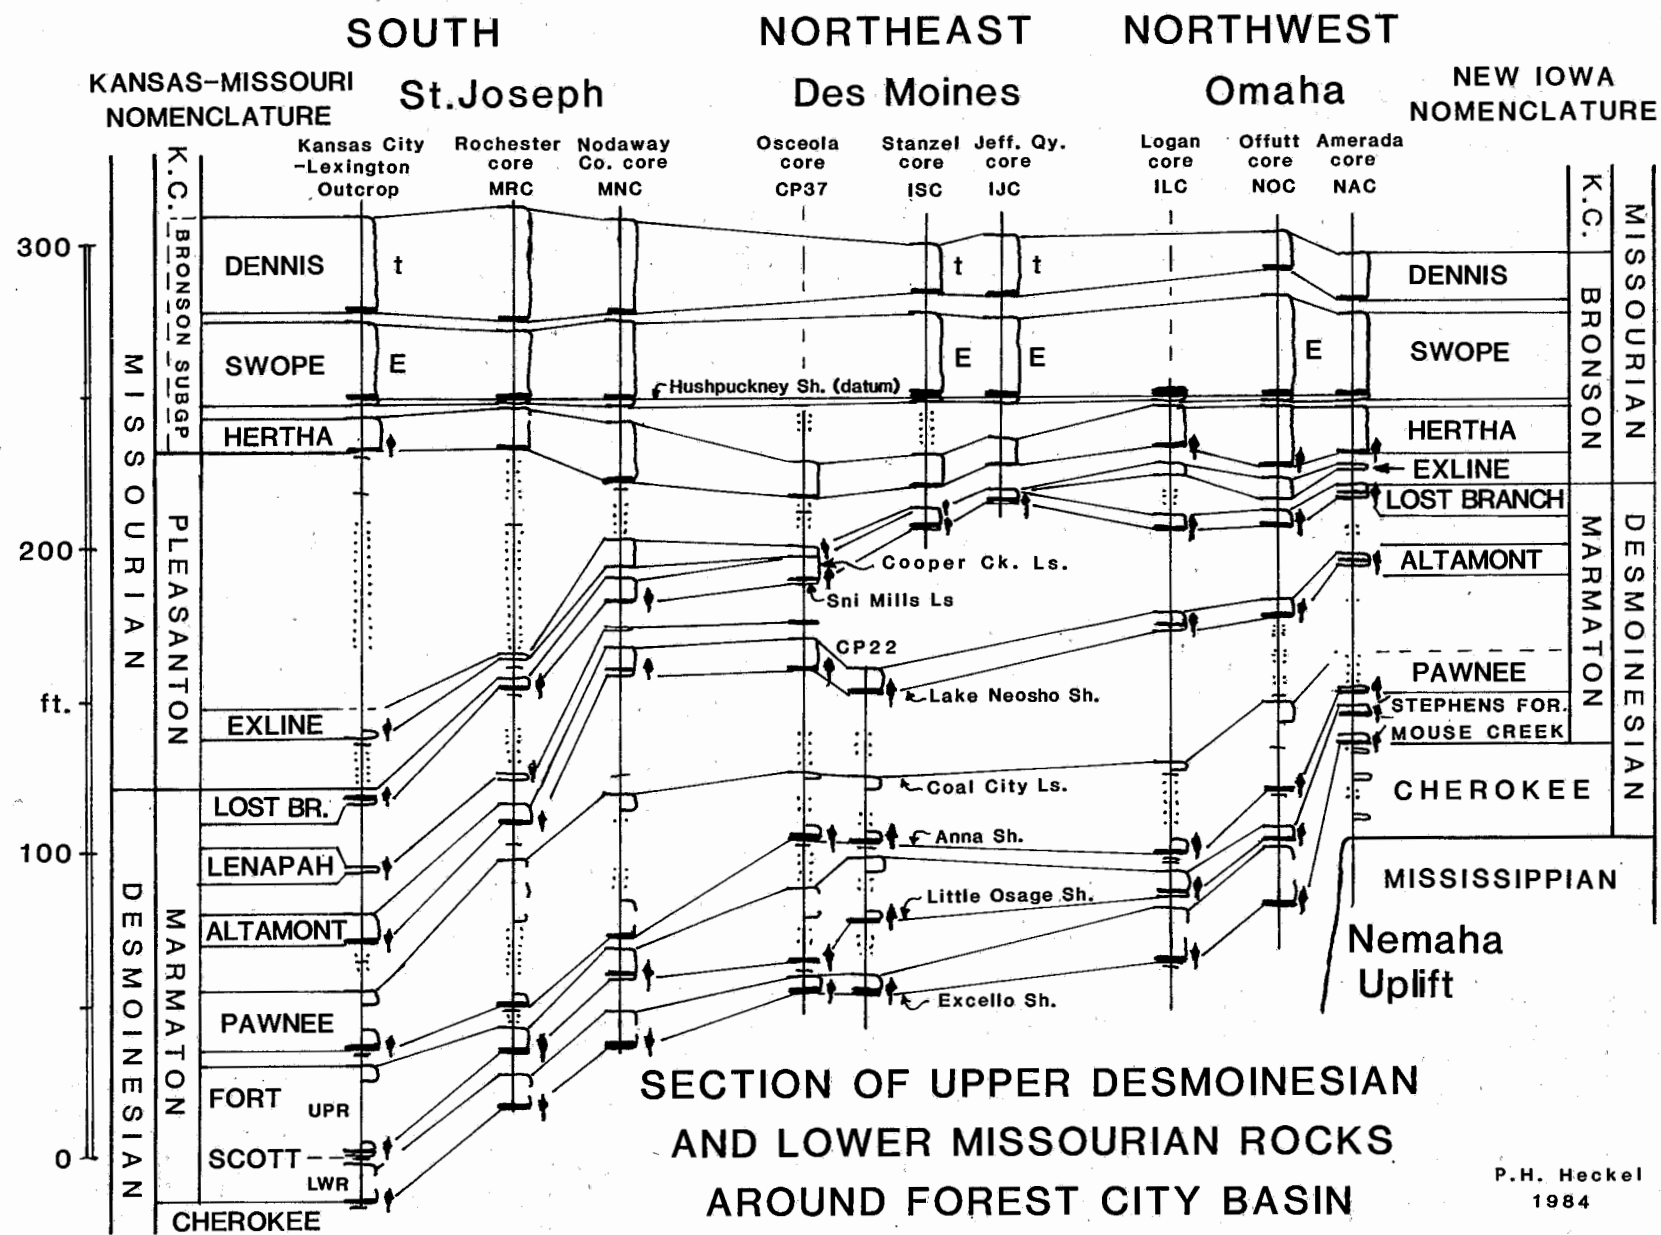 SOUTH
NORTHEAST
NORTHWEST
KANSAS–MISSOURI
NOMENCLATURE
St.Joseph
Des Moines
Omaha
NEW IOWA
NOMENCLATURE
Kansas City
-Lexington
Outcrop
Rochester
core
MRC
Nodaway
Co. core
MNC
Osceola
core
CP37
Stanzel
core
ISC
Jeff. Qy.
core
IJC
Logan
core
ILC
Offutt
core
NOC
Amerada
core
NAC
300
200
ft.
100
0
MISSOURIAN
DESMOINESIAN
K.C.
BRONSON SUBGP
PLEASANTON
MARMATON
DENNIS
SWOPE
HERTHA
EXLINE
LOST BR.
LENAPAH
ALTAMONT
PAWNEE
FORT
UPR
SCOTT
LWR
CHEROKEE
t
t
t
E
E
E
E
Hushpuckney Sh. (datum)
Cooper Ck. Ls.
Sni Mills Ls
CP22
Lake Neosho Sh.
Coal City Ls.
Anna Sh.
Little Osage Sh.
Excello Sh.
DENNIS
SWOPE
HERTHA
EXLINE
LOST BRANCH
ALTAMONT
PAWNEE
STEPHENS FOR.
MOUSE CREEK
CHEROKEE
MISSISSIPPIAN
K.C.
BRONSON
MARMATON
MISSOURIAN
DESMOINESIAN
Nemaha
Uplift
SECTION OF UPPER DESMOINESIAN
AND LOWER MISSOURIAN ROCKS
AROUND FOREST CITY BASIN
P.H. Heckel
1984